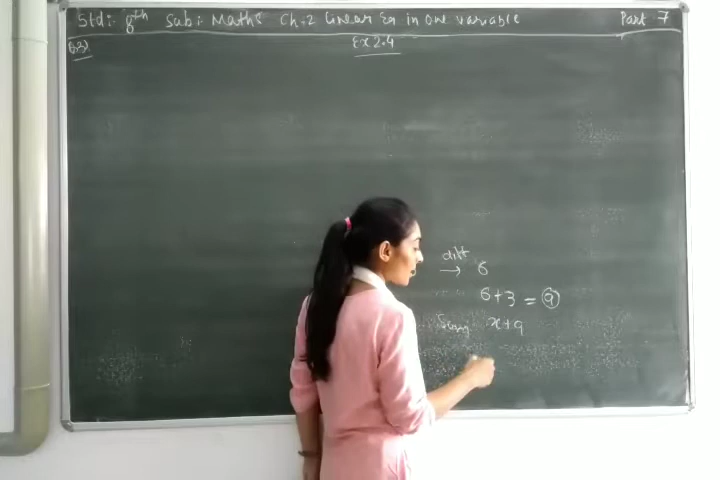 Std: 8th Sub: Maths Ch:2 Linear Eq in one variable Part 7
Ex 2.4
diff
→ 6
6+3 = 9
x+9